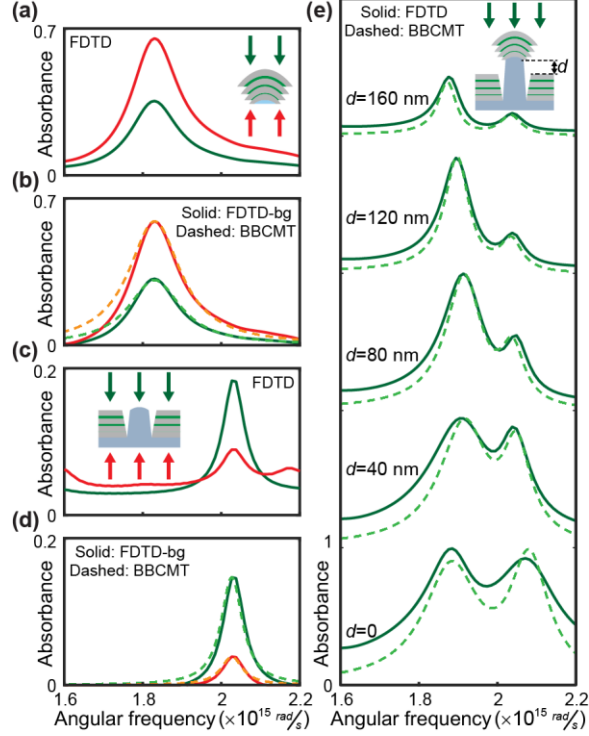 (a)
0.7
FDTD
Absorbance
0
(b)
0.7
Solid: FDTD-bg
Dashed: BBCMT
Absorbance
0
(c)
0.2
FDTD
Absorbance
0
(d)
0.2
Solid: FDTD-bg
Dashed: BBCMT
Absorbance
0
1.6 1.8 2.0 2.2
Angular frequency (×10¹⁵ rad/s)
(e)
Solid: FDTD
Dashed: BBCMT
d
d=160 nm
d=120 nm
d=80 nm
d=40 nm
1
d=0
Absorbance
0
1.6 1.8 2.0 2.2
Angular frequency (×10¹⁵ rad/s)